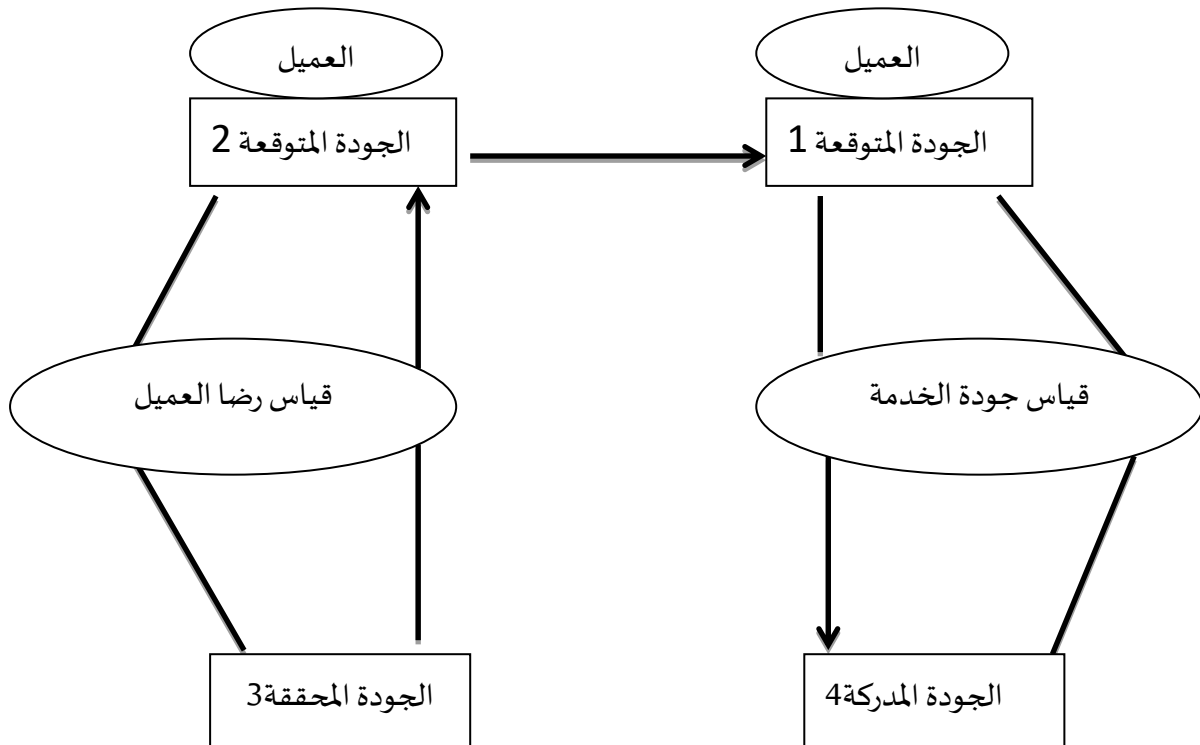 العميل
العميل
الجودة المتوقعة 1
الجودة المتوقعة 2
قياس جودة الخدمة
قياس رضا العميل
الجودة المدركة4
الجودة المحققة3